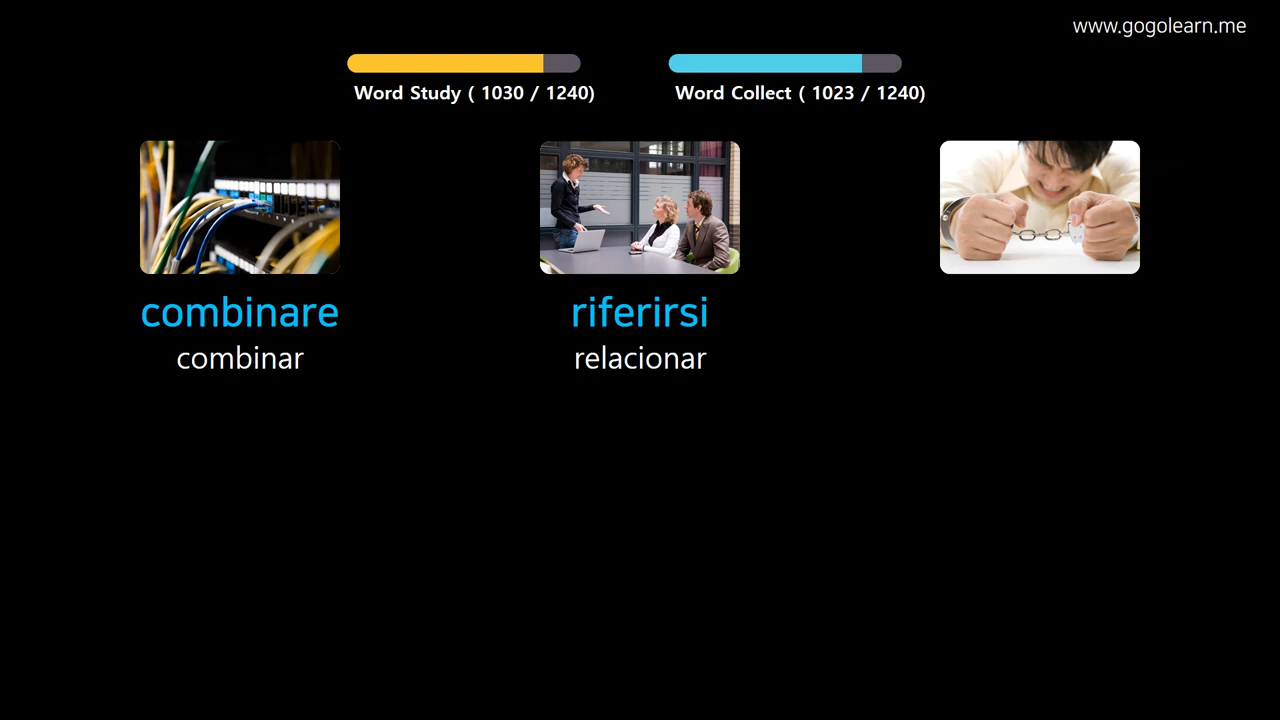 www.gogolearn.me
Word Study ( 1030 / 1240)
Word Collect ( 1023 / 1240)
combinare
riferirsi
combinar
relacionar